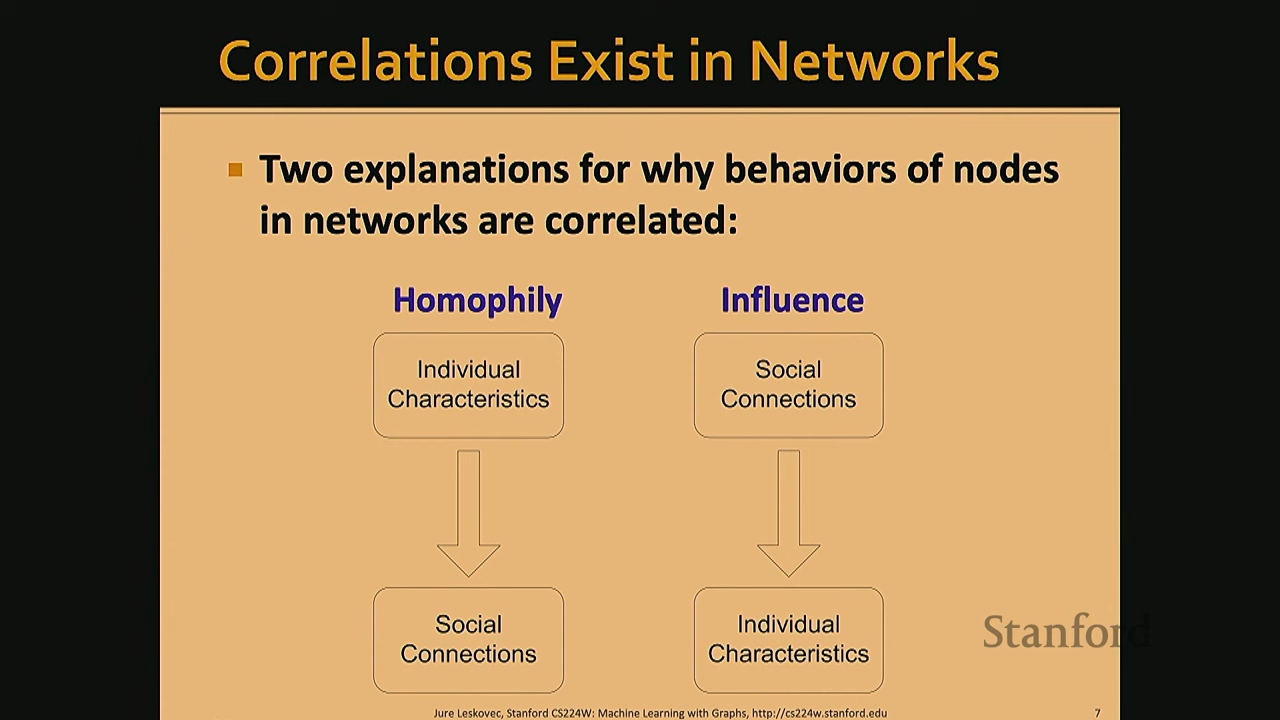 Correlations Exist in Networks
Two explanations for why behaviors of nodes
in networks are correlated:
Homophily
Influence
Individual
Characteristics
Social
Connections
Social
Connections
Individual
Characteristics
Stanford
Jure Leskovec, Stanford CS224W: Machine Learning with Graphs, http://cs224w.stanford.edu
7